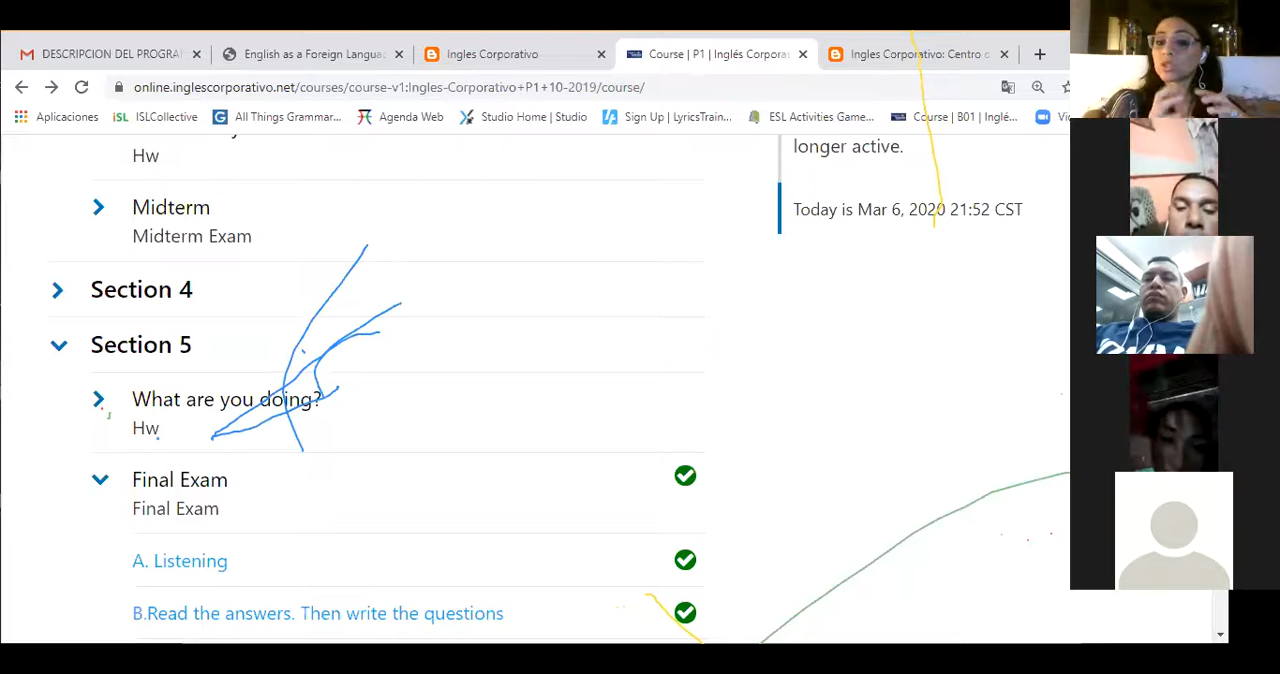 DESCRIPCION DEL PROGRA
English as a Foreign Langua
Ingles Corporativo
Course | P1 | Inglés Corpora
Ingles Corporativo: Centro
online.inglescorporativo.net/courses/course-v1:Ingles-Corporativo+P1+10-2019/course/
Aplicaciones
iSL ISLCollective
All Things Grammar...
Agenda Web
Studio Home | Studio
Sign Up | LyricsTrain...
ESL Activities Game...
Course | B01 | Inglé...
Hw
longer active.
Midterm
Midterm Exam
Today is Mar 6, 2020 21:52 CST
Section 4
Section 5
What are you doing?
Hw
Final Exam
Final Exam
A. Listening
B.Read the answers. Then write the questions